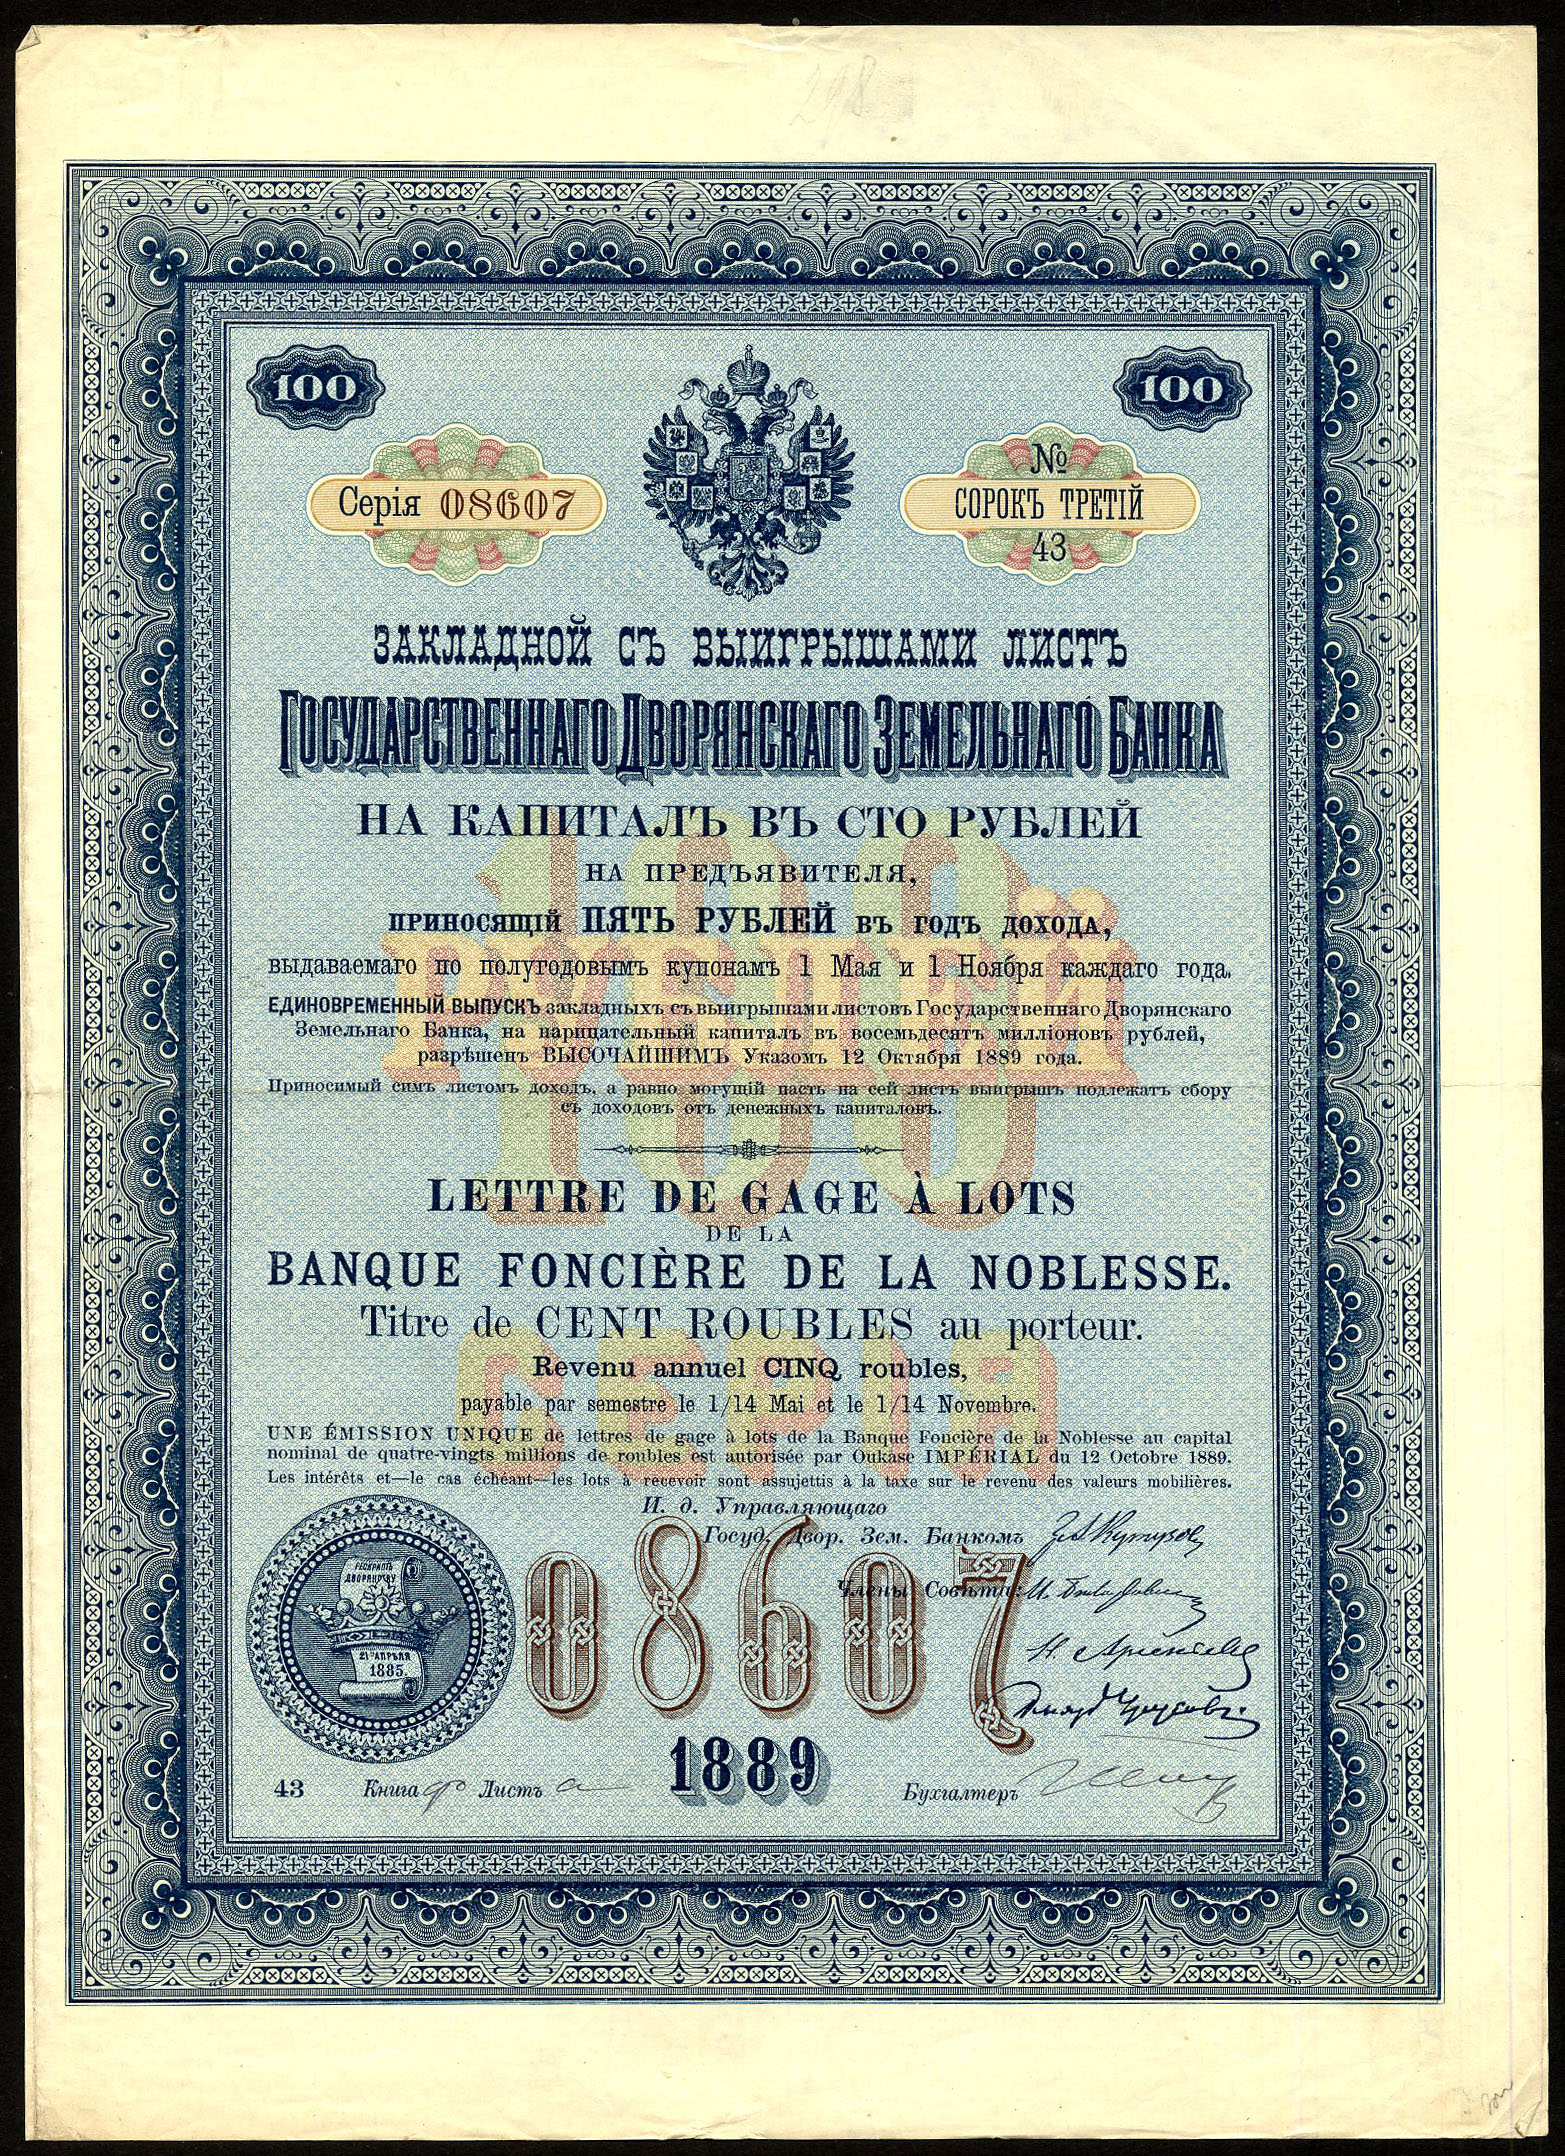 298
100 100
Серія 08607
№
СОРОКЪ ТРЕТІЙ
43
ЗАКЛАДНОЙ СЪ ВЫИГРЫШАМИ ЛИСТЪ
ГОСУДАРСТВЕННАГО ДВОРЯНСКАГО ЗЕМЕЛЬНАГО БАНКА
НА КАПИТАЛЪ ВЪ СТО РУБЛЕЙ
НА ПРЕДЪЯВИТЕЛЯ,
ПРИНОСЯЩІЙ ПЯТЬ РУБЛЕЙ ВЪ ГОДЪ ДОХОДА,
выдаваемаго по полугодовымъ купонамъ 1 Мая и 1 Ноября каждаго года.
ЕДИНОВРЕМЕННЫЙ ВЫПУСКЪ закладныхъ съ выигрышами листовъ Государственнаго Дворянскаго
Земельнаго Банка, на нарицательный капиталъ въ восемьдесятъ милліоновъ рублей,
разрѣшенъ ВЫСОЧАЙШИМЪ Указомъ 12 Октября 1889 года.
Приносимый симъ листомъ доходъ, а равно могущій пасть на сей листъ выигрышъ подлежатъ сбору
съ доходовъ отъ денежныхъ капиталовъ.
100
РУБЛЕЙ
LETTRE DE GAGE À LOTS
DE LA
BANQUE FONCIÈRE DE LA NOBLESSE.
Titre de CENT ROUBLES au porteur.
Revenu annuel CINQ roubles,
payable par semestre le 1/14 Mai et le 1/14 Novembre.
СЕРІЯ
UNE ÉMISSION UNIQUE de lettres de gage à lots de la Banque Foncière de la Noblesse au capital
nominal de quatre-vingts millions de roubles est autorisée par Oukase IMPÉRIAL du 12 Octobre 1889.
Les intérêts et—le cas échéant—les lots à recevoir sont assujettis à la taxe sur le revenu des valeurs mobilières.
И. д. Управляющаго
Госуд. Двор. Зем. Банкомъ
Члены Совѣта:
08607
РЕСКРИПТЪ
ДВОРЯНСТВУ
21 АПРѢЛЯ
1885.
1889
43 Книга Листъ а
Бухгалтеръ